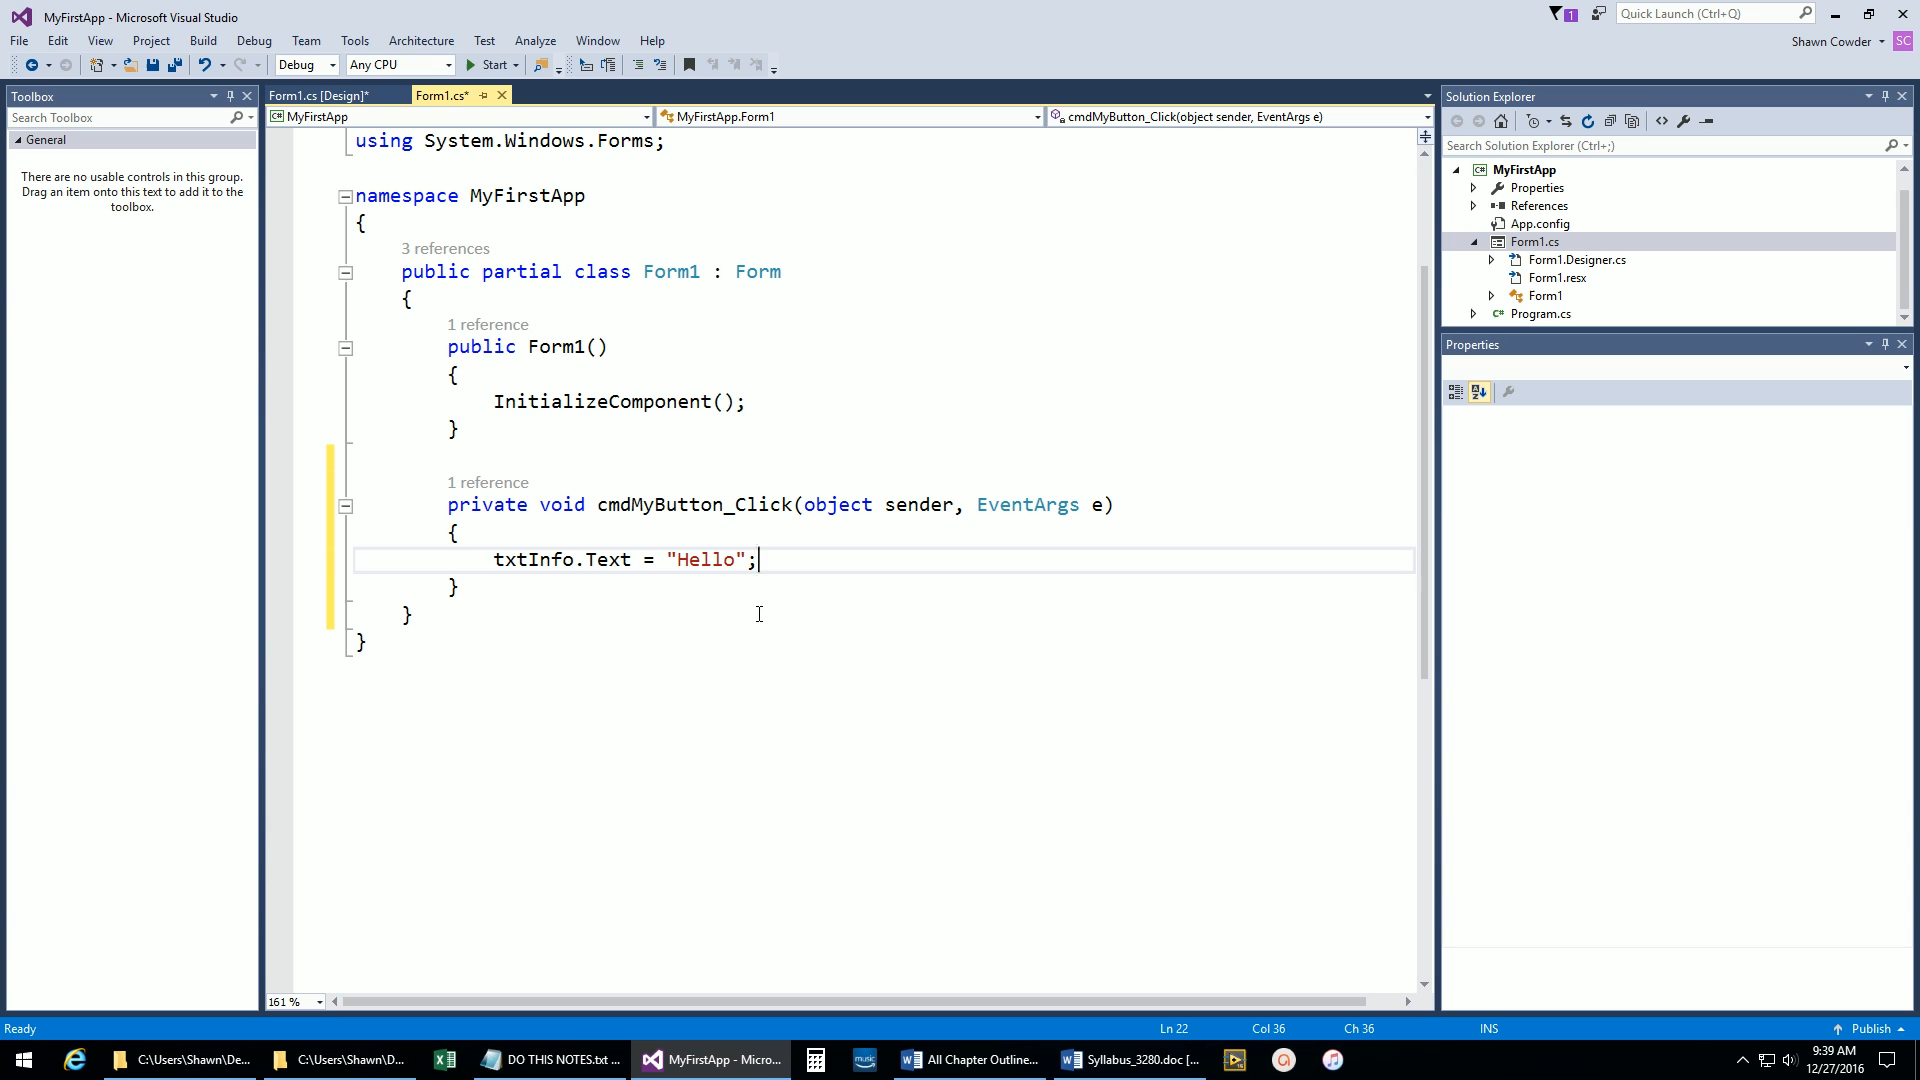 MyFirstApp - Microsoft Visual Studio
1
Quick Launch (Ctrl+Q)
File Edit View Project Build Debug Team Tools Architecture Test Analyze Window Help
Shawn Cowder SC
Debug Any CPU Start
Toolbox
Search Toolbox
General
There are no usable controls in this group.
Drag an item onto this text to add it to the
toolbox.
Form1.cs [Design]* Form1.cs*
C# MyFirstApp MyFirstApp.Form1 cmdMyButton_Click(object sender, EventArgs e)
using System.Windows.Forms;
namespace MyFirstApp
{
3 references
public partial class Form1 : Form
{
1 reference
public Form1()
{
InitializeComponent();
}
1 reference
private void cmdMyButton_Click(object sender, EventArgs e)
{
txtInfo.Text = "Hello";
}
}
}
161 %
Solution Explorer
Search Solution Explorer (Ctrl+;)
C# MyFirstApp
Properties
References
App.config
Form1.cs
Form1.Designer.cs
Form1.resx
Form1
C# Program.cs
Properties
Ready Ln 22 Col 36 Ch 36 INS Publish
C:\Users\Shawn\De... C:\Users\Shawn\D... DO THIS NOTES.txt ... MyFirstApp - Micro... music All Chapter Outline... Syllabus_3280.doc [...
9:39 AM
12/27/2016